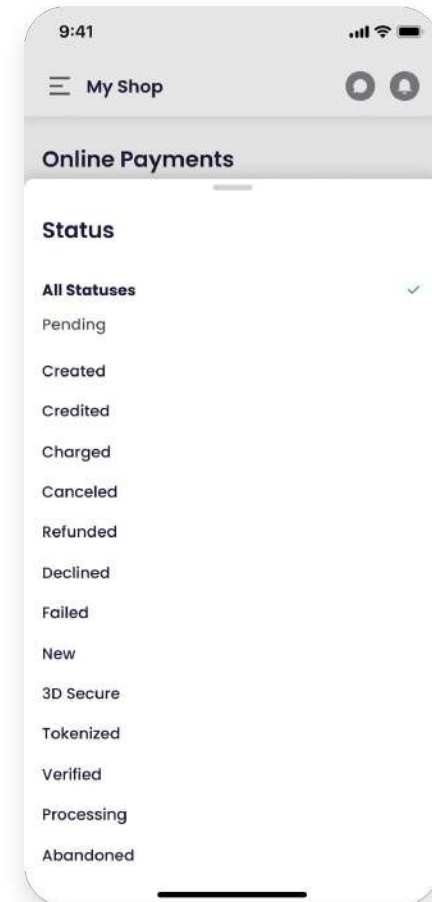 9:41
My Shop
Online Payments
Status
All Statuses
Pending
Created
Credited
Charged
Canceled
Refunded
Declined
Failed
New
3D Secure
Tokenized
Verified
Processing
Abandoned